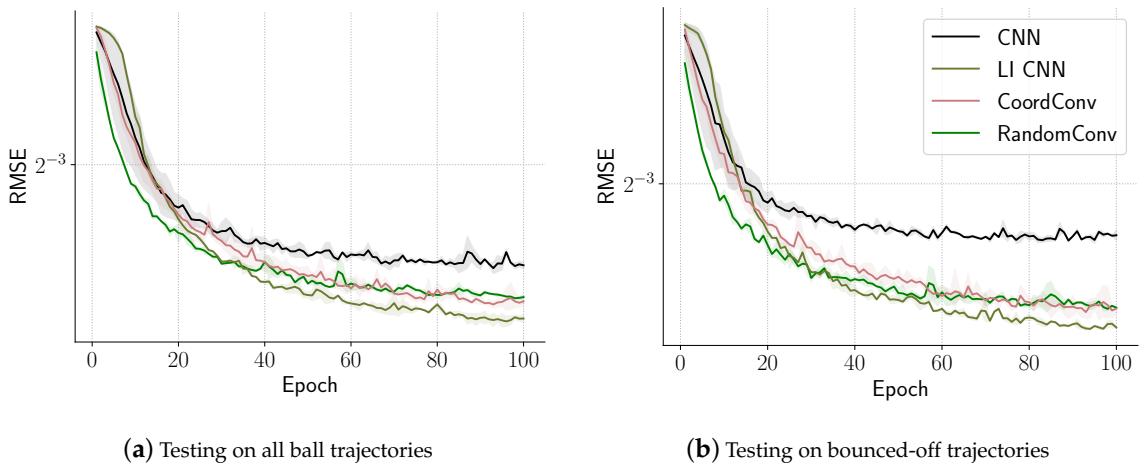 RMSE
2⁻³
0 20 40 60 80 100
Epoch
(a) Testing on all ball trajectories
RMSE
2⁻³
CNN
LI CNN
CoordConv
RandomConv
0 20 40 60 80 100
Epoch
(b) Testing on bounced-off trajectories